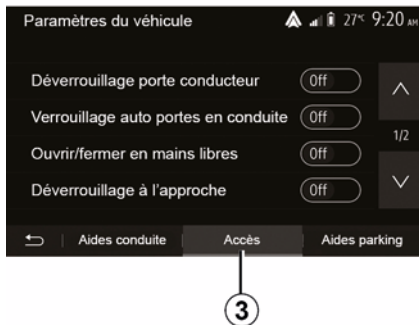 Paramètres du véhicule 27°C 9:20 AM
Déverrouillage porte conducteur Off
Verrouillage auto portes en conduite Off
1/2
Ouvrir/fermer en mains libres Off
Déverrouillage à l'approche Off
Aides conduite Accès Aides parking
3